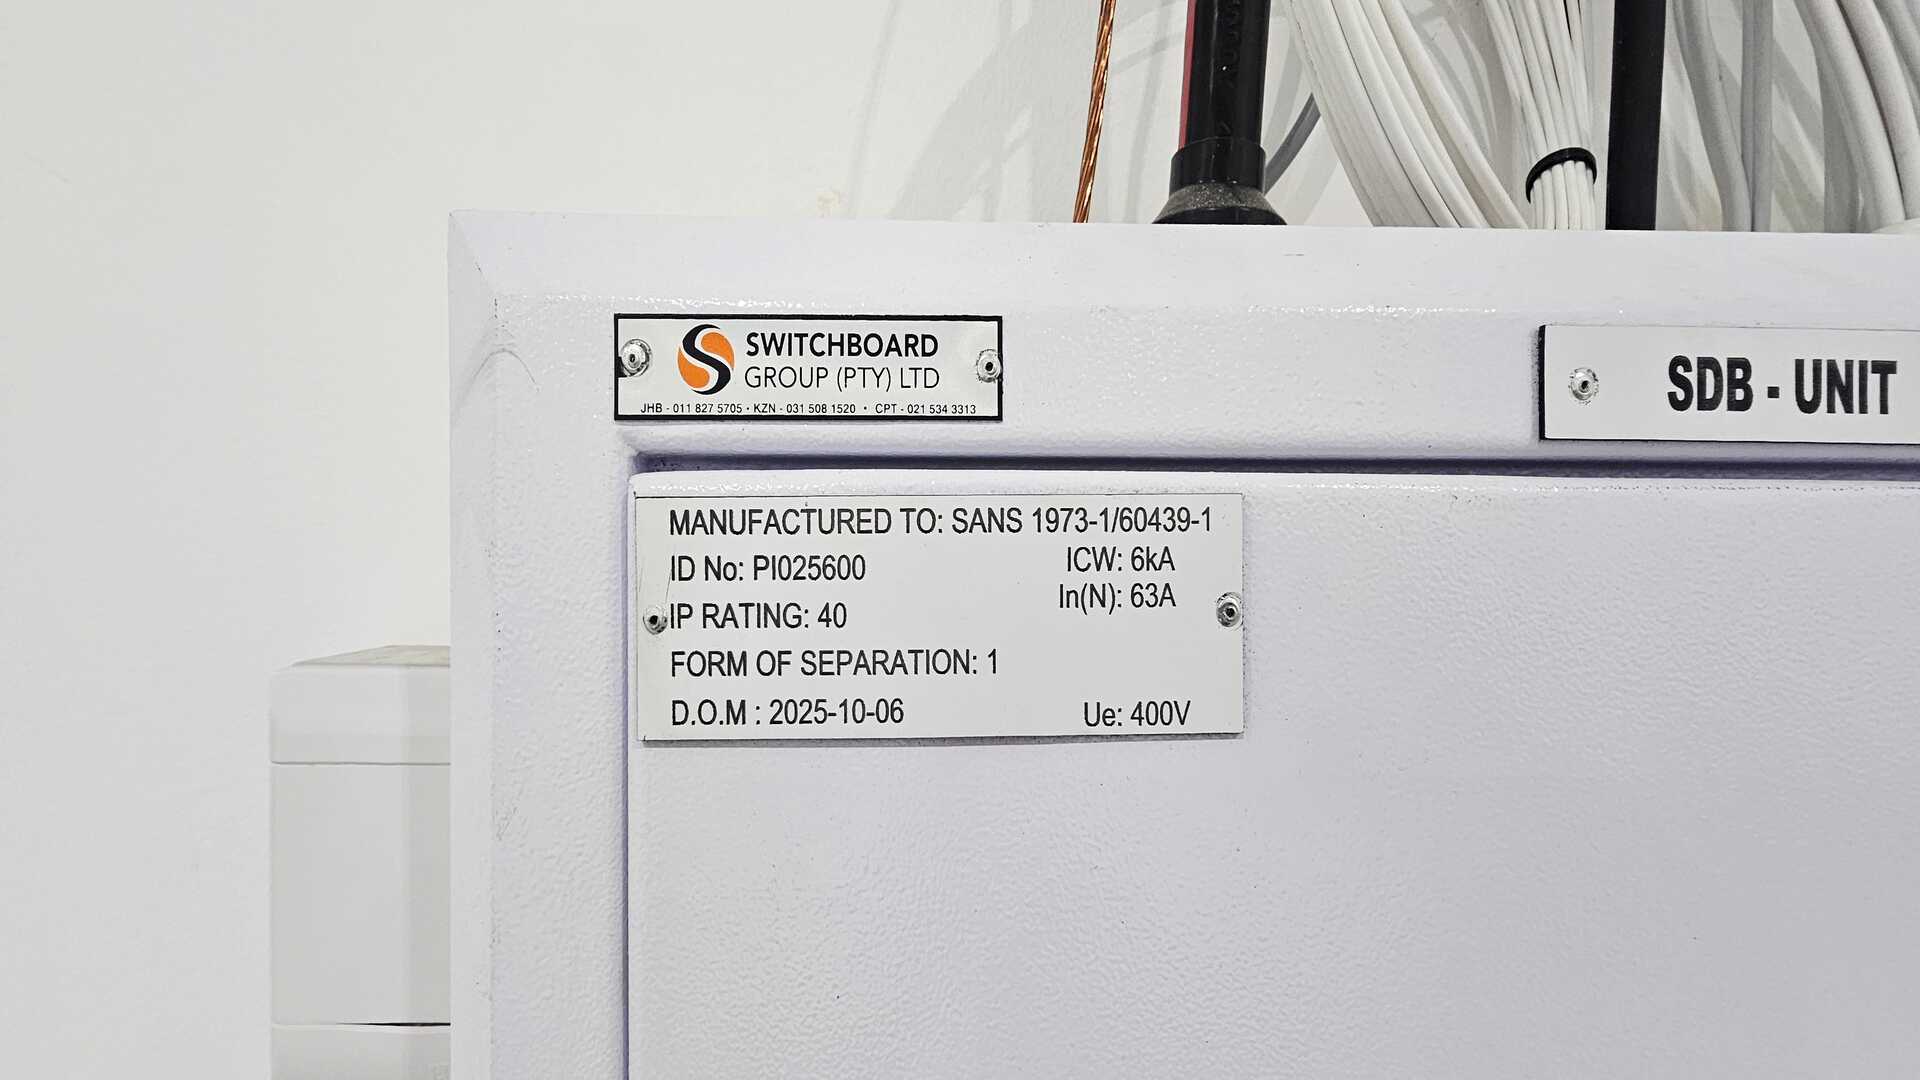 SWITCHBOARD
GROUP (PTY) LTD
JHB - 011 827 5705 • KZN - 031 508 1520 • CPT - 021 534 3313
SDB - UNIT
MANUFACTURED TO: SANS 1973-1/60439-1
ID No: PI025600
ICW: 6kA
In(N): 63A
IP RATING: 40
FORM OF SEPARATION: 1
D.O.M : 2025-10-06
Ue: 400V